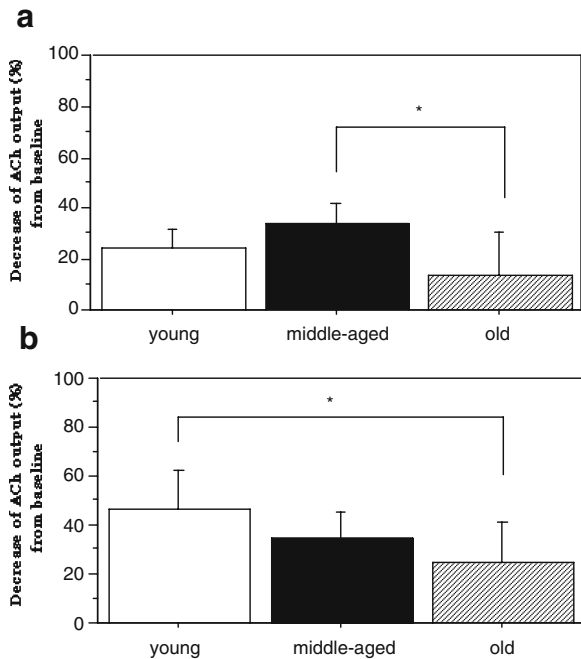 a
Decrease of ACh output (%)
from baseline
100
80
60
40
20
0
*
young middle-aged old
b
Decrease of ACh output (%)
from baseline
100
80
60
40
20
0
*
young middle-aged old